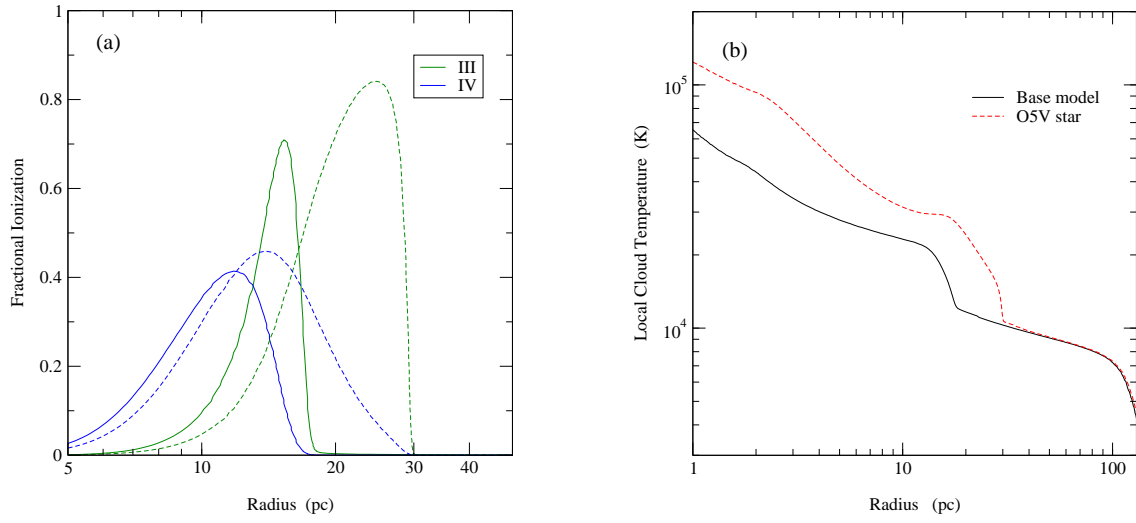 (a)
III
IV
1
0.8
0.6
0.4
0.2
0
5
10
20
30
40
Fractional Ionization
Radius (pc)
(b)
Base model
O5V star
10^5
10^4
1
10
100
Local Cloud Temperature (K)
Radius (pc)